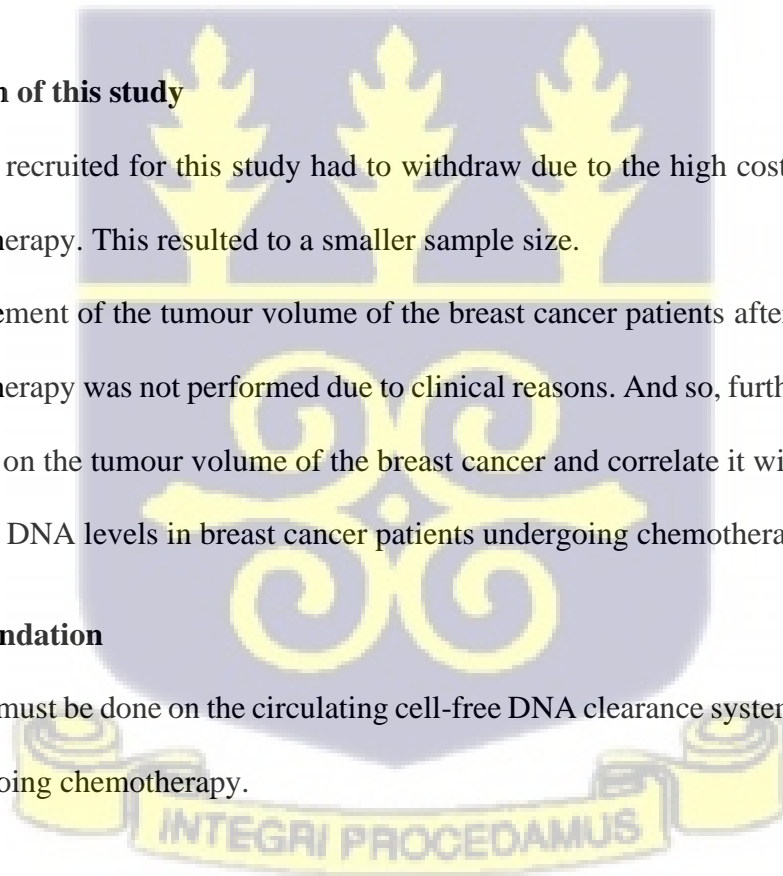 n of this study
recruited for this study had to withdraw due to the high cost
herapy. This resulted to a smaller sample size.
ement of the tumour volume of the breast cancer patients after
herapy was not performed due to clinical reasons. And so, furth
on the tumour volume of the breast cancer and correlate it wi
DNA levels in breast cancer patients undergoing chemothera
ndation
must be done on the circulating cell-free DNA clearance system
oing chemotherapy.
INTEGRI PROCEDAMUS